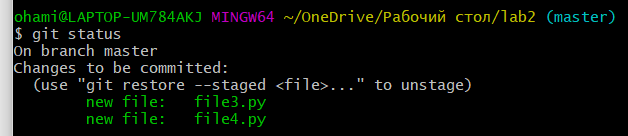 ohami@LAPTOP-UM784AKJ MINGW64 ~/OneDrive/Рабочий стол/lab2 (master)
$ git status
On branch master
Changes to be committed:
  (use "git restore --staged <file>..." to unstage)
        new file:   file3.py
        new file:   file4.py